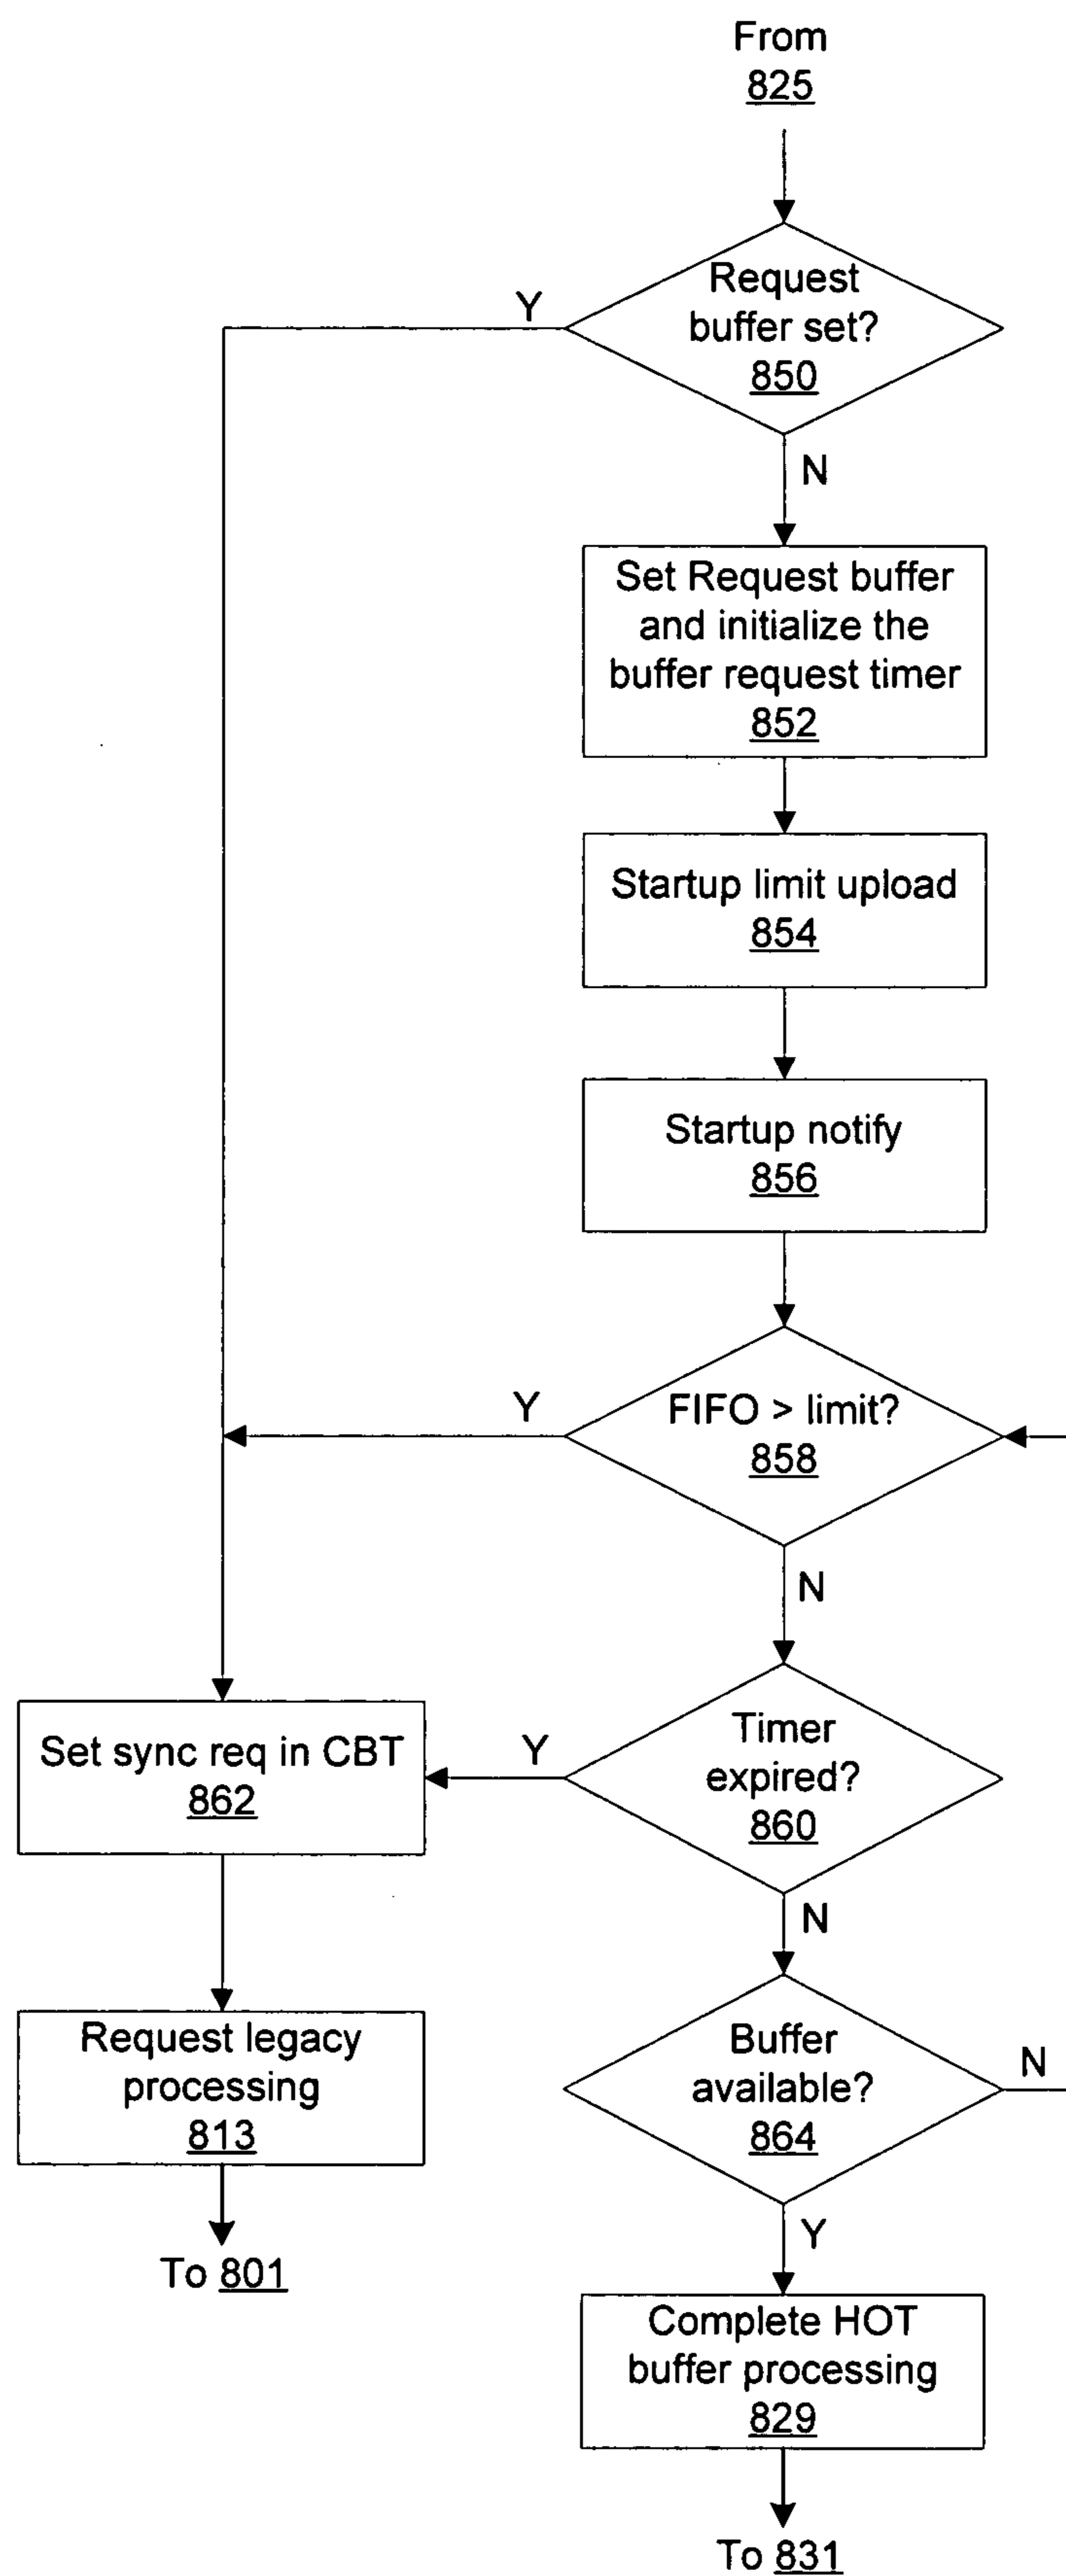 From
825
Request
buffer set?
850
Y
N
Set Request buffer
and initialize the
buffer request timer
852
Startup limit upload
854
Startup notify
856
FIFO > limit?
858
Y
N
Timer
expired?
860
Y
N
Set sync req in CBT
862
Request legacy
processing
813
To 801
Buffer
available?
864
N
Y
Complete HOT
buffer processing
829
To 831